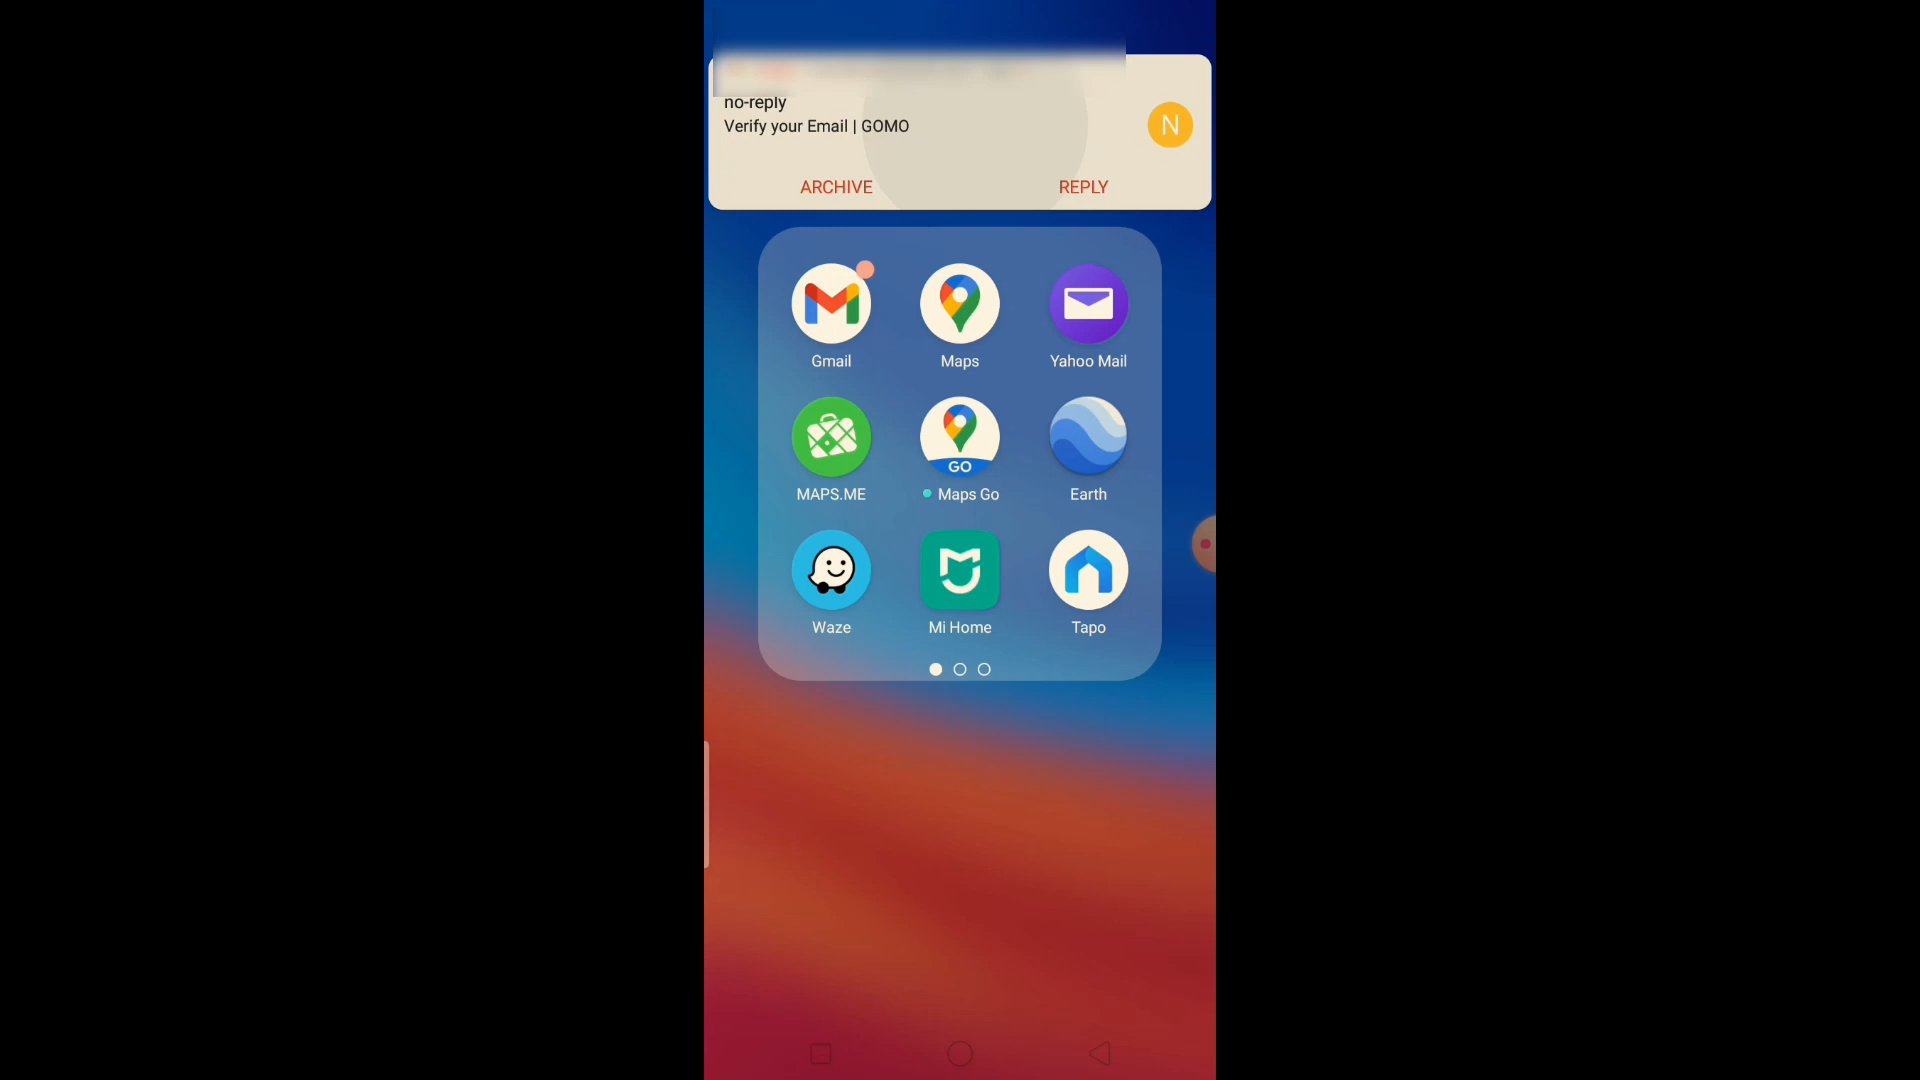 no-reply
Verify your Email | GOMO
N
ARCHIVE REPLY
Gmail Maps Yahoo Mail
GO
MAPS.ME Maps Go Earth
Waze Mi Home Tapo